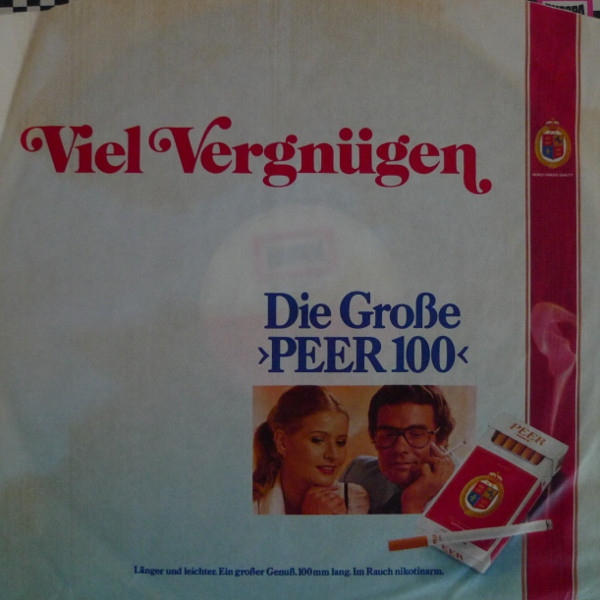 Viel Vergnügen
Die Große
›PEER 100‹
PEER
Länger und leichter. Ein großer Genuß. 100 mm lang. Im Rauch nikotinarm.